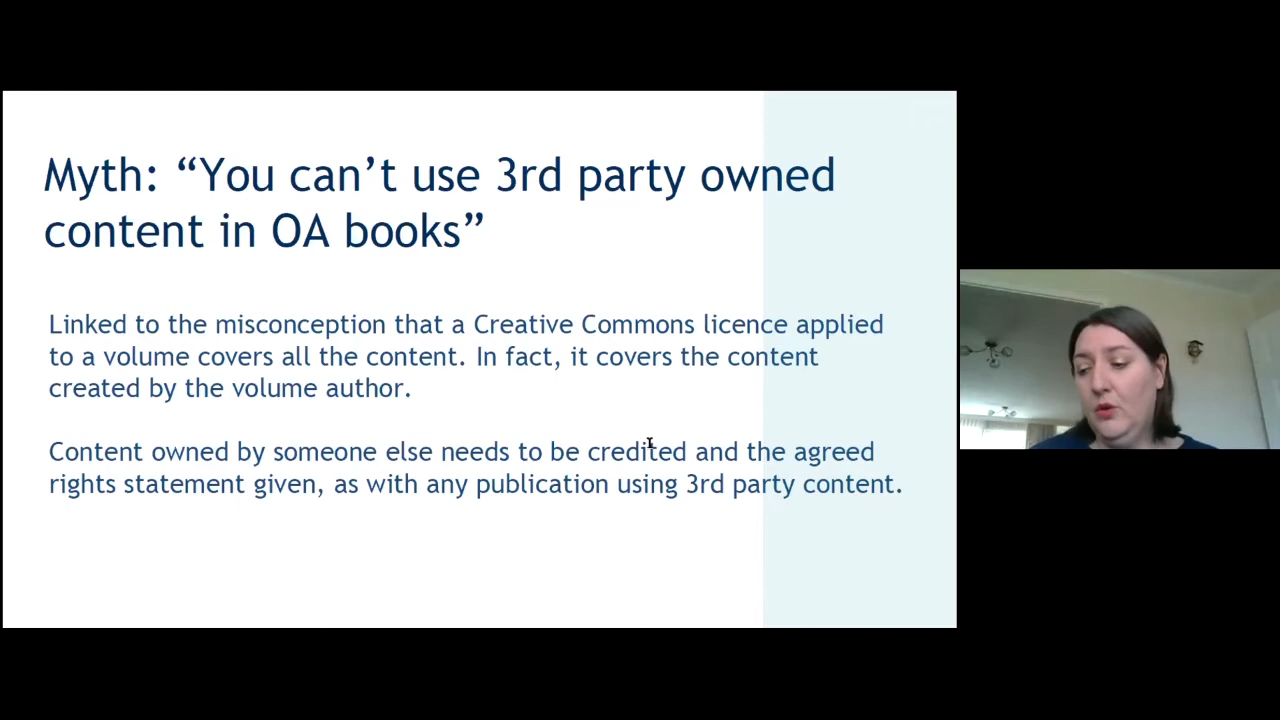 Myth: “You can’t use 3rd party owned
content in OA books”
Linked to the misconception that a Creative Commons licence applied
to a volume covers all the content. In fact, it covers the content
created by the volume author.
Content owned by someone else needs to be credited and the agreed
rights statement given, as with any publication using 3rd party content.